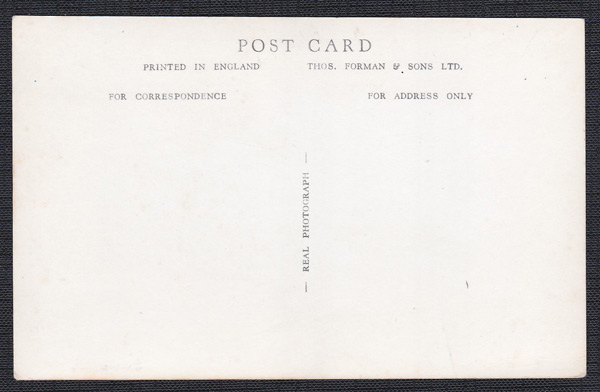 POST CARD
PRINTED IN ENGLAND THOS. FORMAN & SONS LTD.
FOR CORRESPONDENCE FOR ADDRESS ONLY
— REAL PHOTOGRAPH —